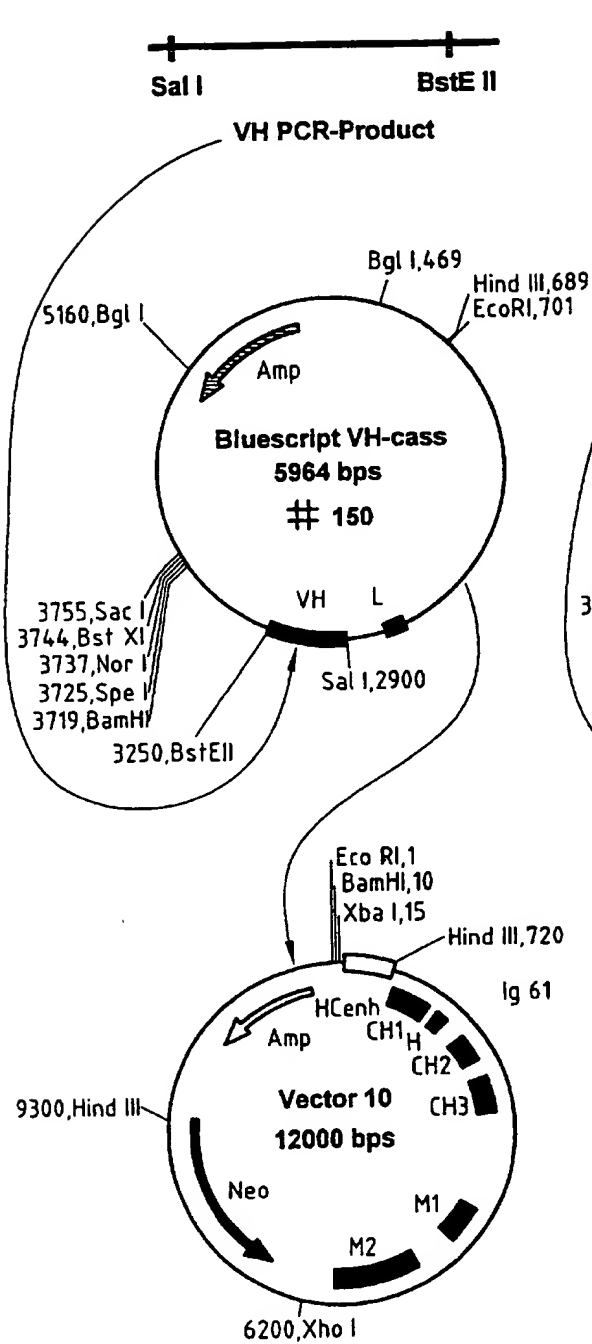 Sal I
BstE II
VH PCR-Product
Bgl I,469
Hind III,689
EcoRI,701
5160,Bgl I
Amp
Bluescript VH-cass
5964 bps
# 150
VH
L
3755,Sac I
3744,Bst XI
3737,Nor I
3725,Spe I
3719,BamHI
Sal I,2900
3250,BstEII
3
Eco RI,1
BamHI,10
Xba I,15
Hind III,720
Ig 61
HCenh
CH1
H
CH2
CH3
Amp
Vector 10
12000 bps
9300,Hind III
Neo
M1
M2
6200,Xho I